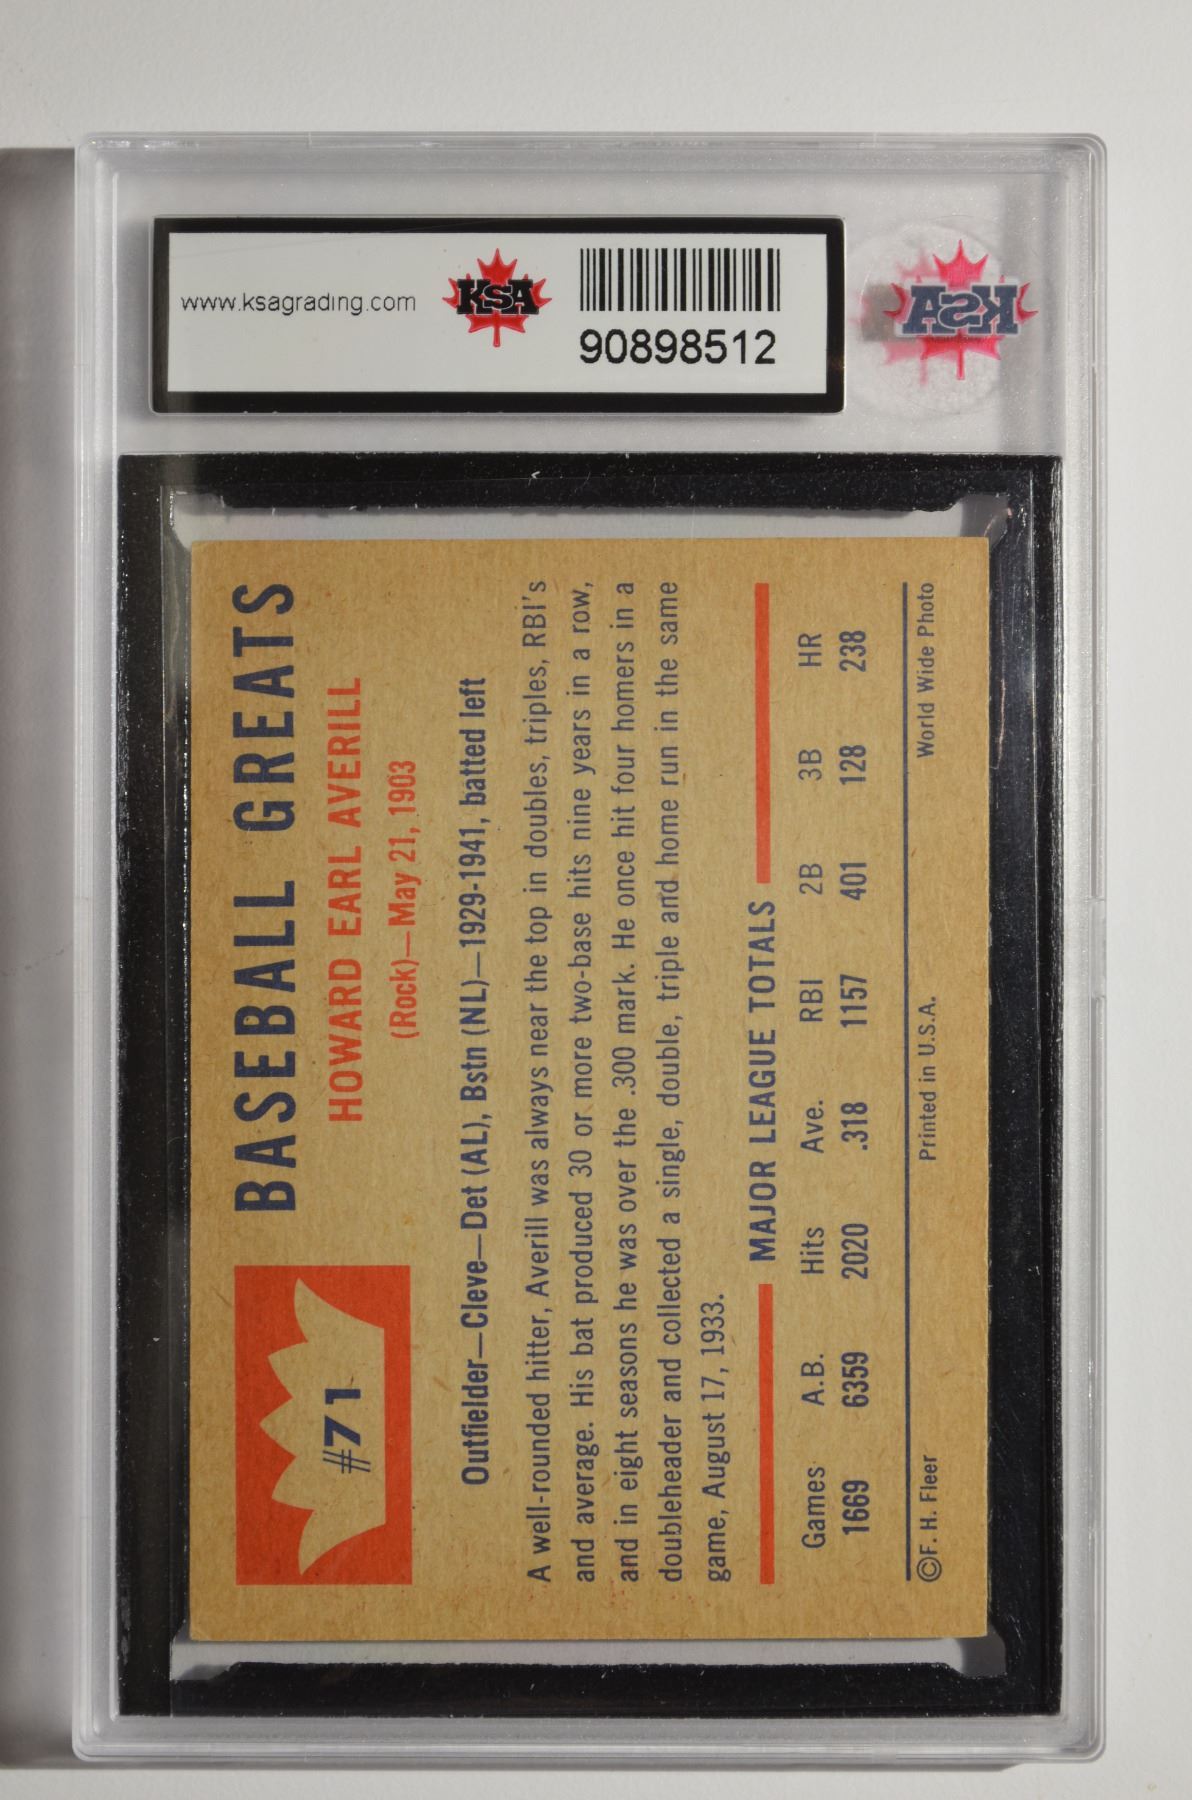 www.ksagrading.com
KSA
90898512
KSA
#71
BASEBALL GREATS
HOWARD EARL AVERILL
(Rock)—May 21, 1903
Outfielder—Cleve—Det (AL), Bstn (NL)—1929-1941, batted left
A well-rounded hitter, Averill was always near the top in doubles, triples, RBI's
and average. His bat produced 30 or more two-base hits nine years in a row,
and in eight seasons he was over the .300 mark. He once hit four homers in a
doubleheader and collected a single, double, triple and home run in the same
game, August 17, 1933.
MAJOR LEAGUE TOTALS
Games A.B. Hits Ave. RBI 2B 3B HR
1669 6359 2020 .318 1157 401 128 238
©F. H. Fleer Printed in U.S.A. World Wide Photo